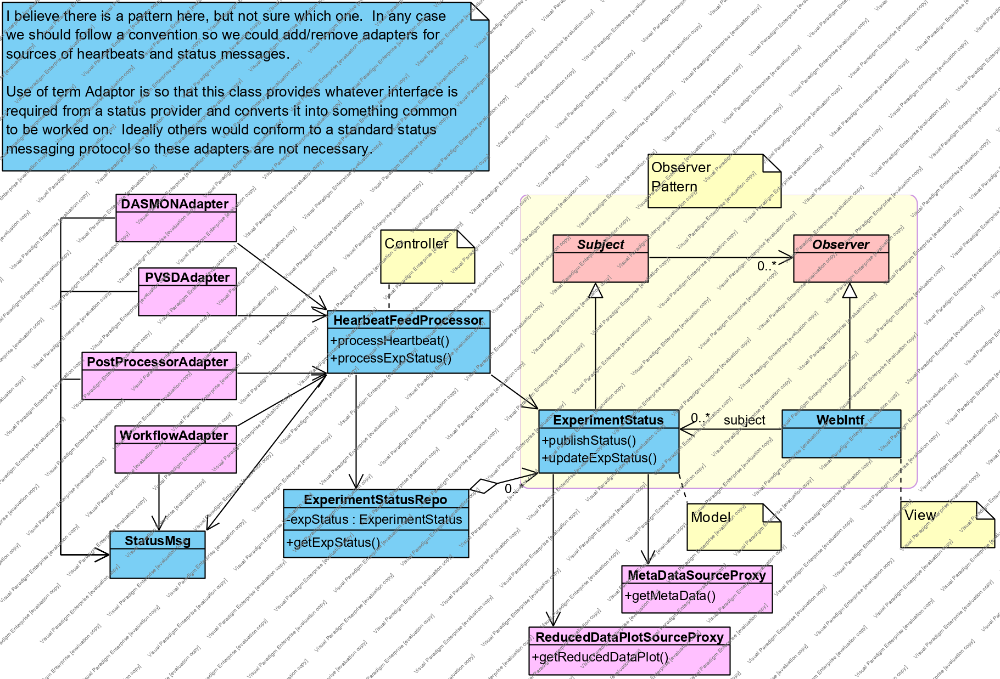 I believe there is a pattern here, but not sure which one.  In any case
we should follow a convention so we could add/remove adapters for
sources of heartbeats and status messages.
Use of term Adaptor is so that this class provides whatever interface is
required from a status provider and converts it into something common
to be worked on.  Ideally others would conform to a standard status
messaging protocol so these adapters are not necessary.
Observer
Pattern
DASMONAdapter
Controller
Subject
Observer
0..*
PVSDAdapter
HearbeatFeedProcessor
+processHeartbeat()
+processExpStatus()
PostProcessorAdapter
WorkflowAdapter
ExperimentStatus
+publishStatus()
+updateExpStatus()
0..*
subject
WebIntf
0..*
ExperimentStatusRepo
-expStatus : ExperimentStatus
+getExpStatus()
Model
View
StatusMsg
MetaDataSourceProxy
+getMetaData()
ReducedDataPlotSourceProxy
+getReducedDataPlot()
Visual Paradigm Enterprise [evaluation copy]